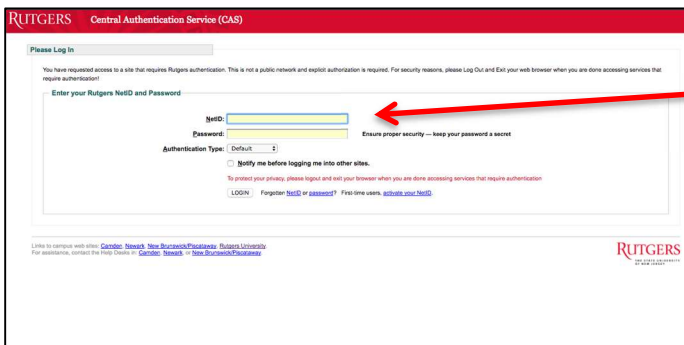 RUTGERS Central Authentication Service (CAS)
Please Log In
You have requested access to a site that requires Rutgers authentication. This is not a public network and explicit authorization is required. For security reasons, please Log Out and Exit your web browser when you are done accessing services that
require authentication!
Enter your Rutgers NetID and Password
NetID:
Password: Ensure proper security — keep your password a secret
Authentication Type: Default
Notify me before logging me into other sites.
To protect your privacy, please logout and exit your browser when you are done accessing services that require authentication
LOGIN Forgotten NetID or password? First-time users, activate your NetID.
Links to campus web sites: Camden, Newark, New Brunswick/Piscataway, Rutgers University
For assistance, contact the Help Desks in: Camden, Newark, or New Brunswick/Piscataway.
RUTGERS
THE STATE UNIVERSITY
OF NEW JERSEY